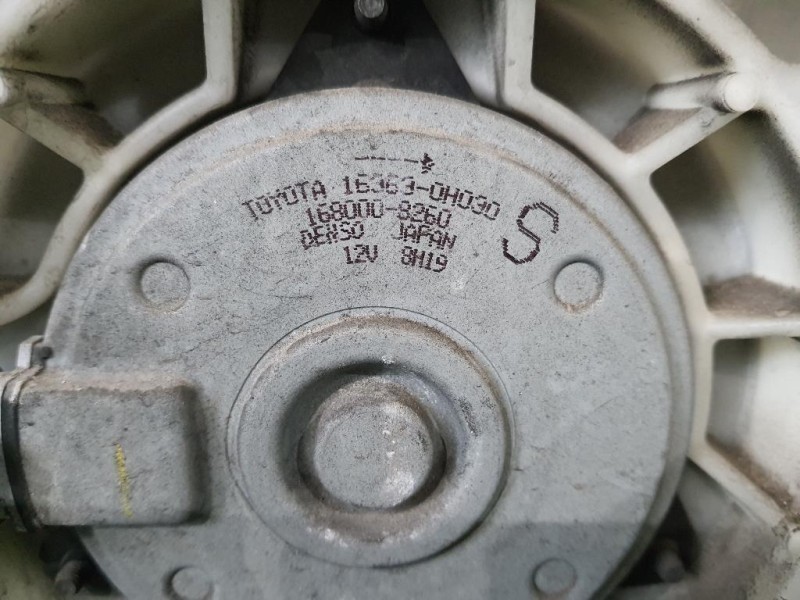 TOYOTA 16363-0H030
168000-8260
DENSO JAPAN
12V 8H19
S